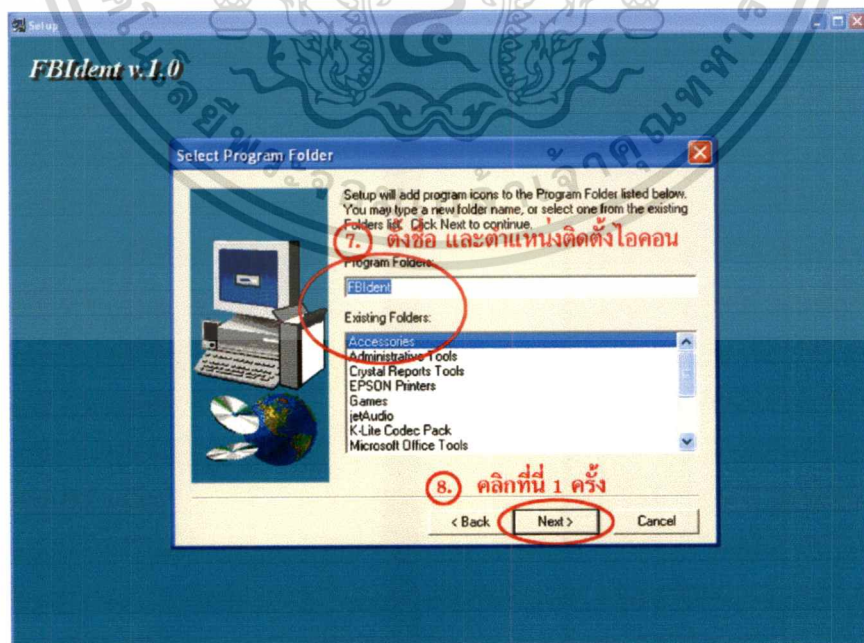 Setup
FBIdent v.1.0
Select Program Folder
Setup will add program icons to the Program Folder listed below.
You may type a new folder name, or select one from the existing
Folders list. Click Next to continue.
7. ตั้งชื่อ และตำแหน่งติดตั้งไอคอน
Program Folders:
FBIdent
Existing Folders:
Accessories
Administrative Tools
Crystal Reports Tools
EPSON Printers
Games
jetAudio
K-Lite Codec Pack
Microsoft Office Tools
8. คลิกที่นี่ 1 ครั้ง
< Back
Next >
Cancel